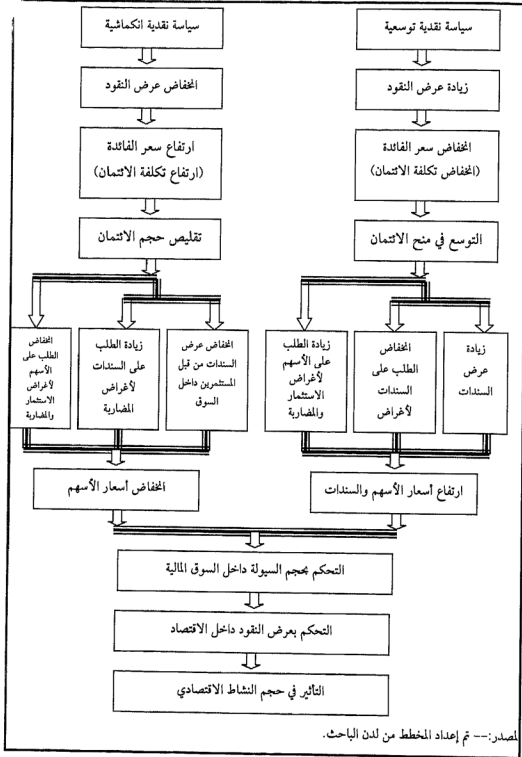 سياسة نقدية توسعية
سياسة نقدية انكماشية
زيادة عرض النقود
انخفاض عرض النقود
انخفاض سعر الفائدة
(انخفاض تكلفة الائتمان)
ارتفاع سعر الفائدة
(ارتفاع تكلفة الائتمان)
التوسع في منح الائتمان
تقليص حجم الائتمان
زيادة
عرض
السندات
انخفاض
الطلب على
السندات
لأغراض
زيادة الطلب
على الأسهم
لأغراض
الاستثمار
والمضاربة
انخفاض عرض
السندات من قبل
المستثمرين داخل
السوق
زيادة الطلب
على السندات
لأغراض
المضاربة
انخفاض
الطلب على
الأسهم
لأغراض
الاستثمار
والمضاربة
ارتفاع أسعار الأسهم والسندات
انخفاض أسعار الأسهم
التحكم بحجم السيولة داخل السوق المالية
التحكم بعرض النقود داخل الاقتصاد
التأثير في حجم النشاط الاقتصادي
لمصدر:-- تم إعداد المخطط من لدن الباحث.